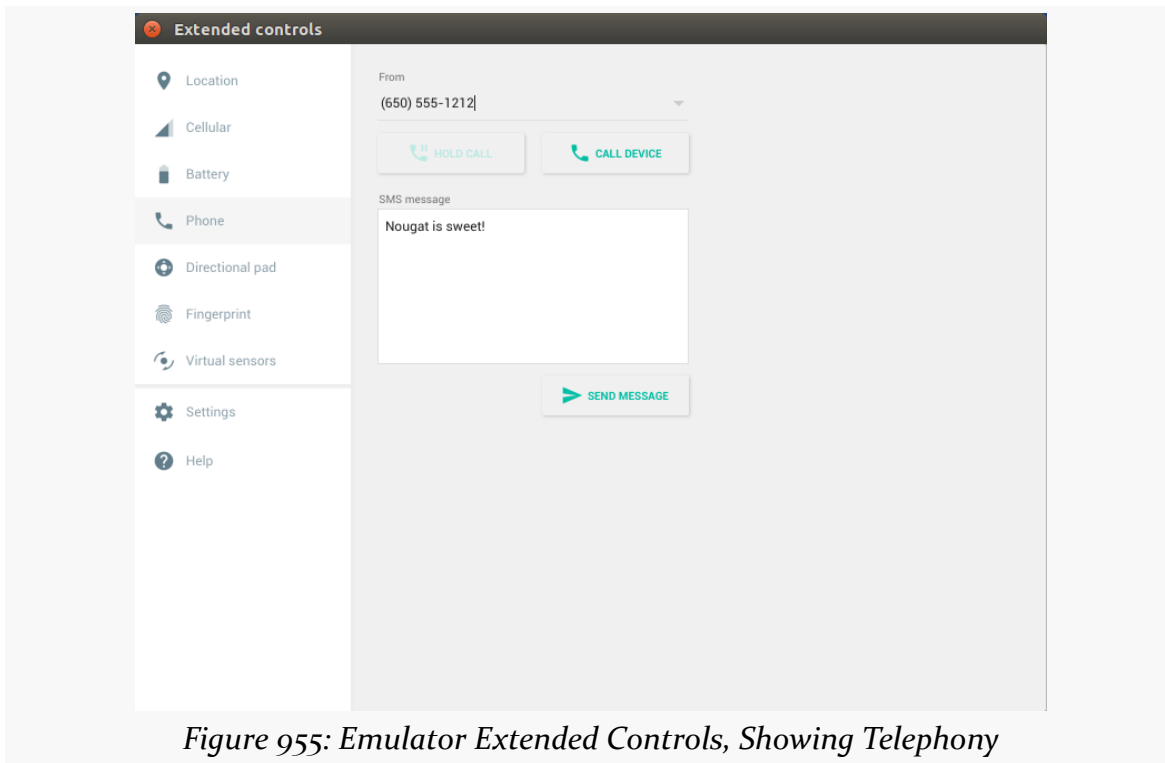 Extended controls
Location
Cellular
Battery
Phone
Directional pad
Fingerprint
Virtual sensors
Settings
Help
From
(650) 555-1212
HOLD CALL
CALL DEVICE
SMS message
Nougat is sweet!
SEND MESSAGE
Figure 955: Emulator Extended Controls, Showing Telephony